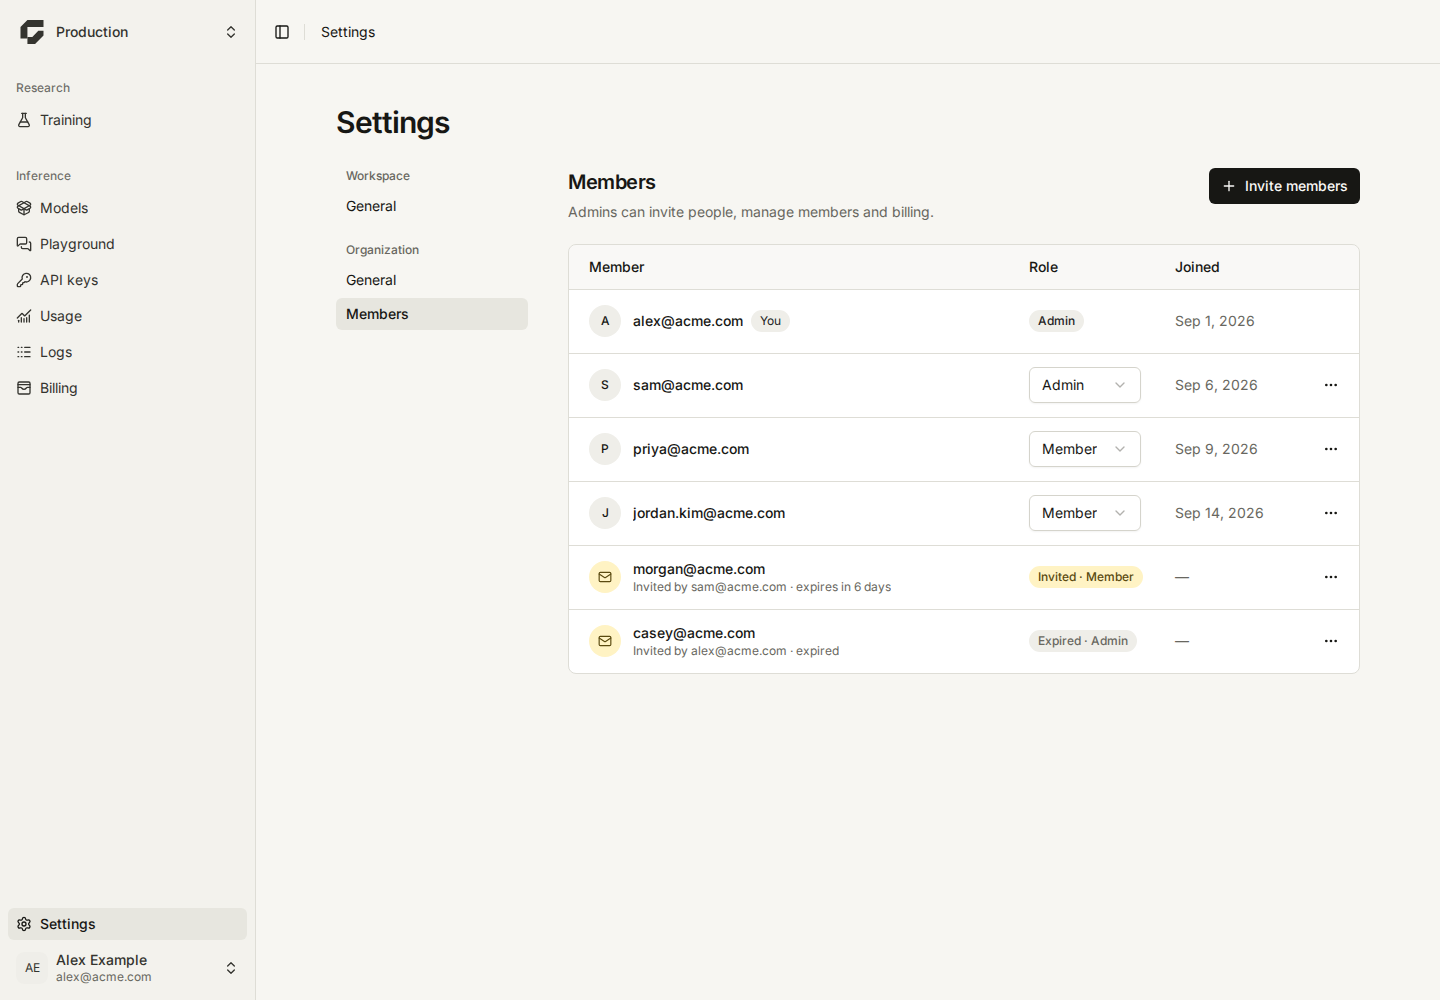 Production
Research
Training
Inference
Models
Playground
API keys
Usage
Logs
Billing
Settings
AE
Alex Example
alex@acme.com
Settings
Settings
Workspace
General
Organization
General
Members
Members
Admins can invite people, manage members and billing.
Invite members
Member Role Joined
A alex@acme.com You Admin Sep 1, 2026
S sam@acme.com Admin Sep 6, 2026
P priya@acme.com Member Sep 9, 2026
J jordan.kim@acme.com Member Sep 14, 2026
morgan@acme.com
Invited by sam@acme.com · expires in 6 days
Invited · Member —
casey@acme.com
Invited by alex@acme.com · expired
Expired · Admin —